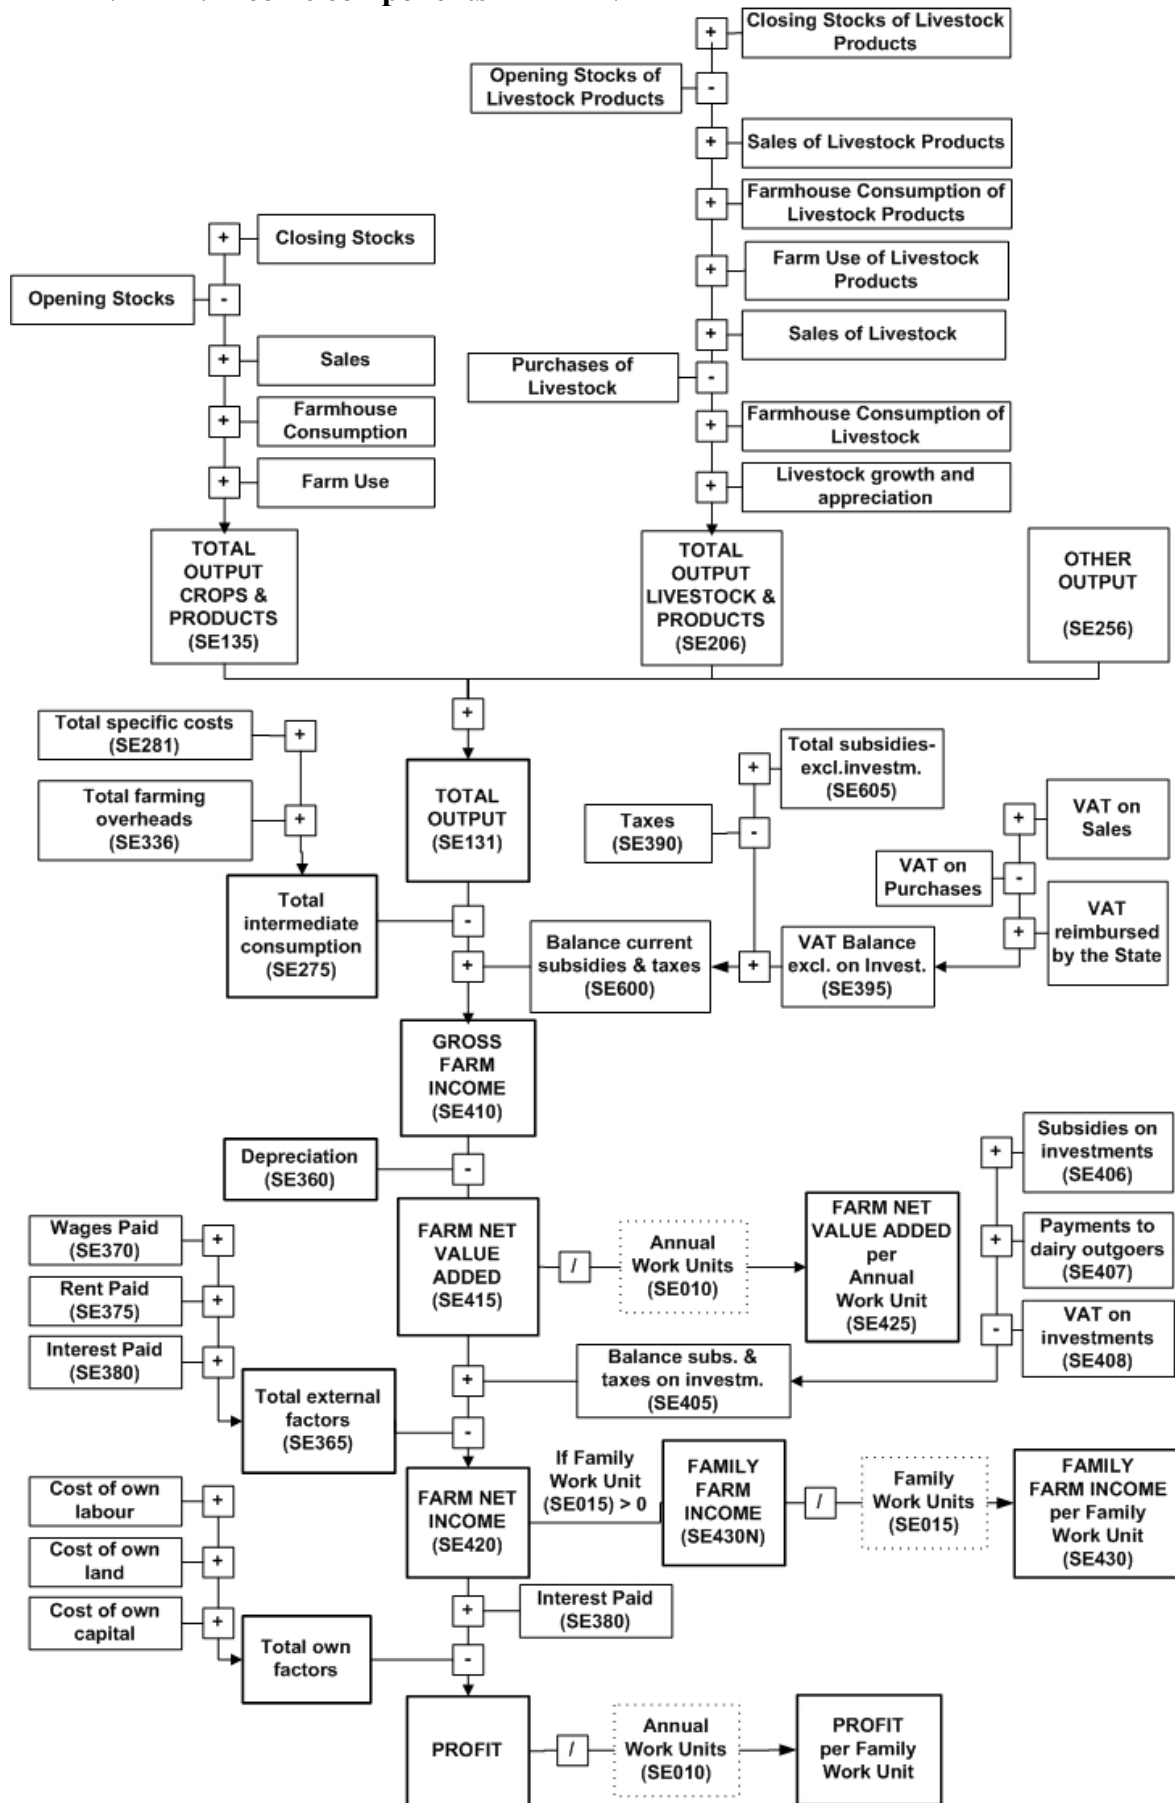 Income components
+
Closing Stocks of Livestock
Products
Opening Stocks of
Livestock Products
-
+
Sales of Livestock Products
+
Farmhouse Consumption of
Livestock Products
+
Closing Stocks
+
Farm Use of Livestock
Products
Opening Stocks
-
+
Sales of Livestock
+
Sales
Purchases of
Livestock
-
+
Farmhouse
Consumption
+
Farmhouse Consumption of
Livestock
+
Farm Use
+
Livestock growth and
appreciation
TOTAL
OUTPUT
CROPS &
PRODUCTS
(SE135)
TOTAL
OUTPUT
LIVESTOCK &
PRODUCTS
(SE206)
OTHER
OUTPUT
(SE256)
+
Total specific costs
(SE281)
+
Total farming
overheads
(SE336)
+
TOTAL
OUTPUT
(SE131)
+
Total subsidies-
excl.investm.
(SE605)
Taxes
(SE390)
-
+
VAT on
Sales
VAT on
Purchases
-
+
VAT
reimbursed
by the State
Total
intermediate
consumption
(SE275)
-
+
Balance current
subsidies & taxes
(SE600)
+
VAT Balance
excl. on Invest.
(SE395)
GROSS
FARM
INCOME
(SE410)
Depreciation
(SE360)
-
+
Subsidies on
investments
(SE406)
Wages Paid
(SE370)
+
FARM NET
VALUE
ADDED
(SE415)
/
Annual
Work Units
(SE010)
FARM NET
VALUE ADDED
per
Annual
Work Unit
(SE425)
+
Payments to
dairy outgoers
(SE407)
Rent Paid
(SE375)
+
-
VAT on
investments
(SE408)
Interest Paid
(SE380)
+
+
Balance subs. &
taxes on investm.
(SE405)
Total external
factors
(SE365)
-
If Family
Work Unit
(SE015) > 0
Cost of own
labour
+
FARM NET
INCOME
(SE420)
FAMILY
FARM
INCOME
(SE430N)
/
Family
Work Units
(SE015)
FAMILY
FARM INCOME
per Family
Work Unit
(SE430)
Cost of own
land
+
Cost of own
capital
+
+
Interest Paid
(SE380)
Total own
factors
-
PROFIT
/
Annual
Work Units
(SE010)
PROFIT
per Family
Work Unit